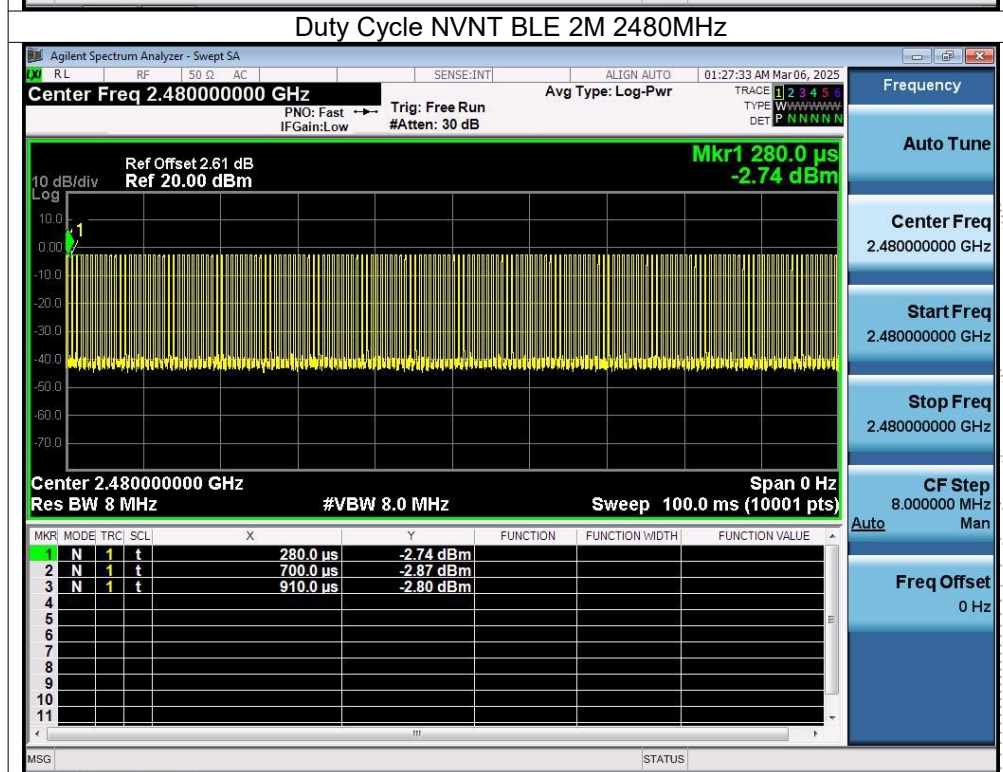 Duty Cycle NVNT BLE 2M 2480MHz
Agilent Spectrum Analyzer - Swept SA
LXI RL RF 50 Ω AC SENSE:INT ALIGN AUTO 01:27:33 AM Mar 06, 2025
Center Freq 2.480000000 GHz
PNO: Fast
IFGain:Low
Trig: Free Run
#Atten: 30 dB
Avg Type: Log-Pwr
TRACE 1 2 3 4 5 6
TYPE WWWWWW
DET P N N N N N
Mkr1 280.0 µs
-2.74 dBm
Ref Offset 2.61 dB
10 dB/div Ref 20.00 dBm
Log
10.0
0.00
-10.0
-20.0
-30.0
-40.0
-50.0
-60.0
-70.0
1
Center 2.480000000 GHz Span 0 Hz
Res BW 8 MHz #VBW 8.0 MHz Sweep 100.0 ms (10001 pts)
MKR MODE TRC SCL X Y FUNCTION FUNCTION WIDTH FUNCTION VALUE
1 N 1 t 280.0 µs -2.74 dBm
2 N 1 t 700.0 µs -2.87 dBm
3 N 1 t 910.0 µs -2.80 dBm
4
5
6
7
8
9
10
11
MSG STATUS
Frequency
Auto Tune
Center Freq
2.480000000 GHz
Start Freq
2.480000000 GHz
Stop Freq
2.480000000 GHz
CF Step
8.000000 MHz
Auto Man
Freq Offset
0 Hz